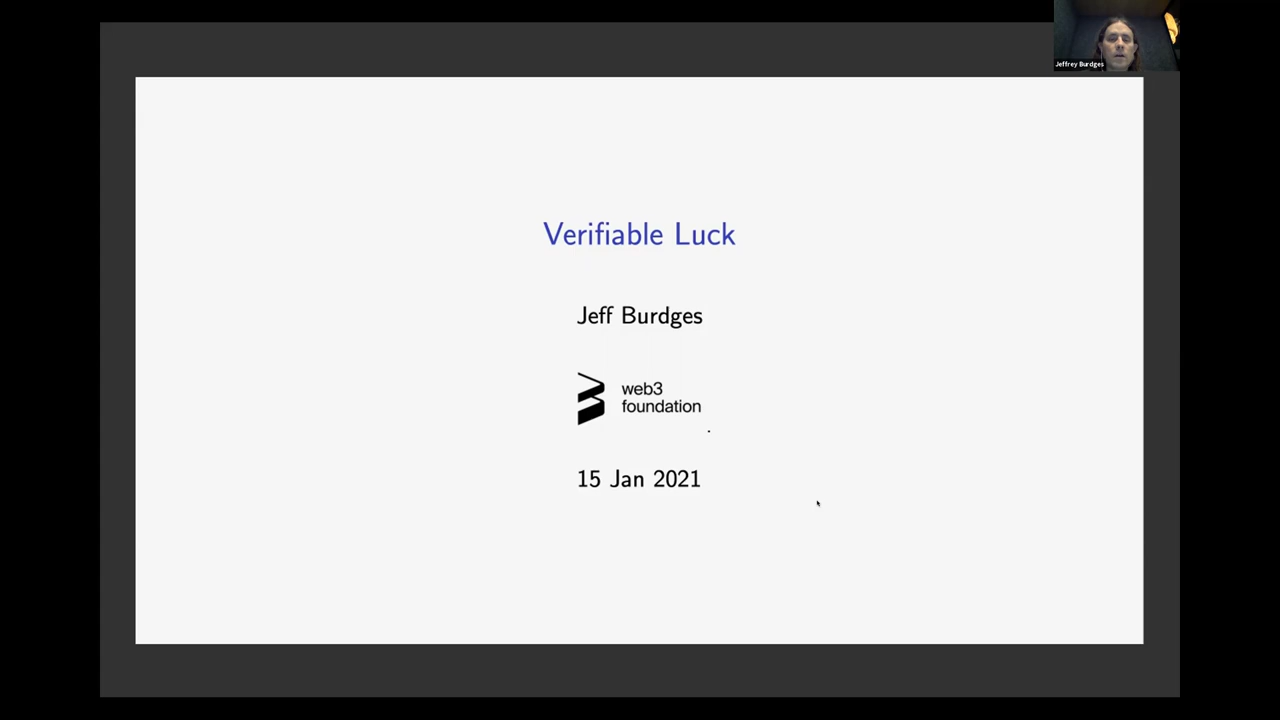 Jeffrey Burdges
Verifiable Luck
Jeff Burdges
web3
foundation
15 Jan 2021